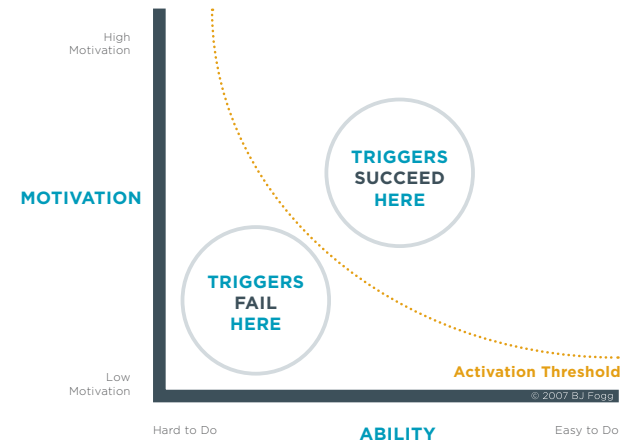 High
Motivation
MOTIVATION
TRIGGERS
SUCCEED
HERE
TRIGGERS
FAIL
HERE
Low
Motivation
Activation Threshold
© 2007 BJ Fogg
Hard to Do
ABILITY
Easy to Do